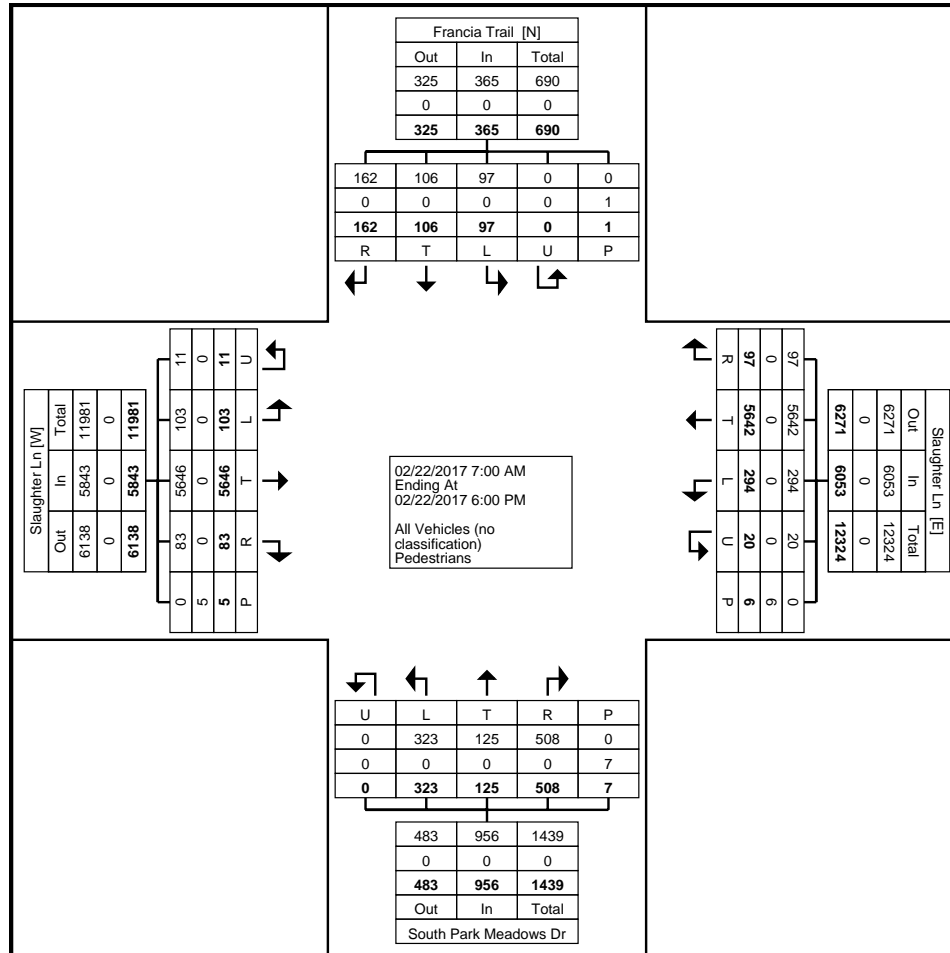 Francia Trail [N]
Out In Total
325 365 690
0 0 0
325 365 690
162 106 97 0 0
0 0 0 0 1
162 106 97 0 1
R T L U P
Slaughter Ln [W]
Total In Out
11981 5843 6138
0 0 0
11981 5843 6138
11 103 5646 83 0
0 0 0 0 5
11 103 5646 83 5
U L T R P
02/22/2017 7:00 AM
Ending At
02/22/2017 6:00 PM
All Vehicles (no
classification)
Pedestrians
R T L U P
97 5642 294 20 6
0 0 0 0 6
97 5642 294 20 0
6271 6053 12324
0 0 0
6271 6053 12324
Out In Total
Slaughter Ln [E]
U L T R P
0 323 125 508 0
0 0 0 0 7
0 323 125 508 7
483 956 1439
0 0 0
483 956 1439
Out In Total
South Park Meadows Dr